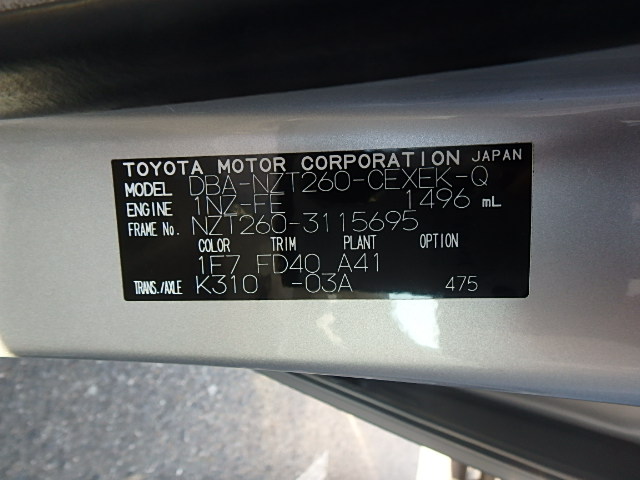 TOYOTA MOTOR CORPORATION JAPAN
MODEL DBA-NZT260-CEXEK-Q
ENGINE 1NZ-FE 1496 mL
FRAME No. NZT260-3115695
COLOR TRIM PLANT OPTION
1F7 FD40 A41
TRANS./AXLE K310 -03A 475